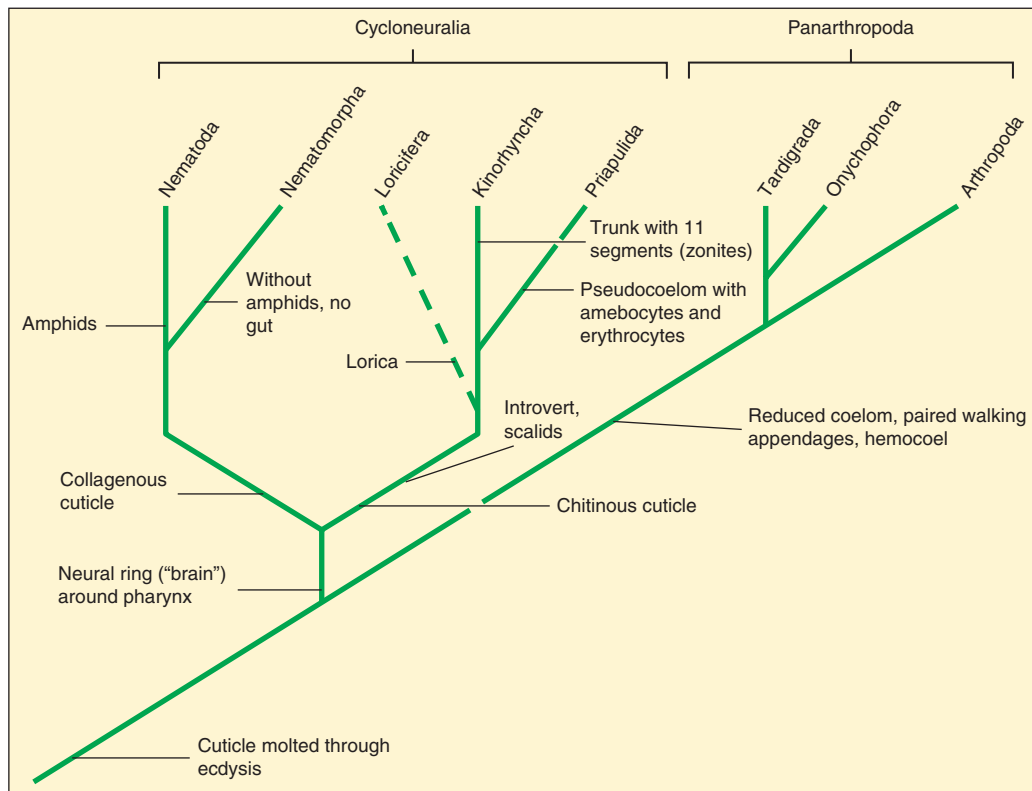 Cycloneuralia
Panarthropoda
Nematoda
Nematomorpha
Loricifera
Kinorhyncha
Priapulida
Tardigrada
Onychophora
Arthropoda
Trunk with 11
segments (zonites)
Without
amphids, no
gut
Pseudocoelom with
amebocytes and
erythrocytes
Amphids
Lorica
Introvert,
scalids
Reduced coelom, paired walking
appendages, hemocoel
Collagenous
cuticle
Chitinous cuticle
Neural ring (“brain”)
around pharynx
Cuticle molted through
ecdysis